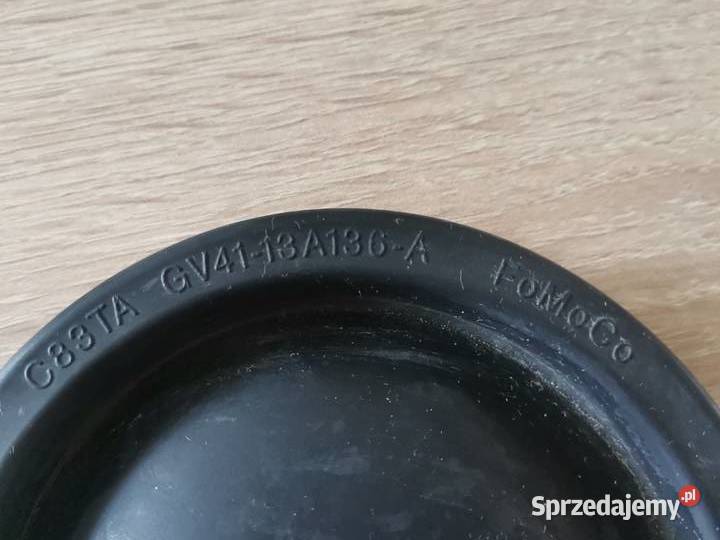 C83TA GV41-13A136-A FoMoCo
Sprzedajemy.pl